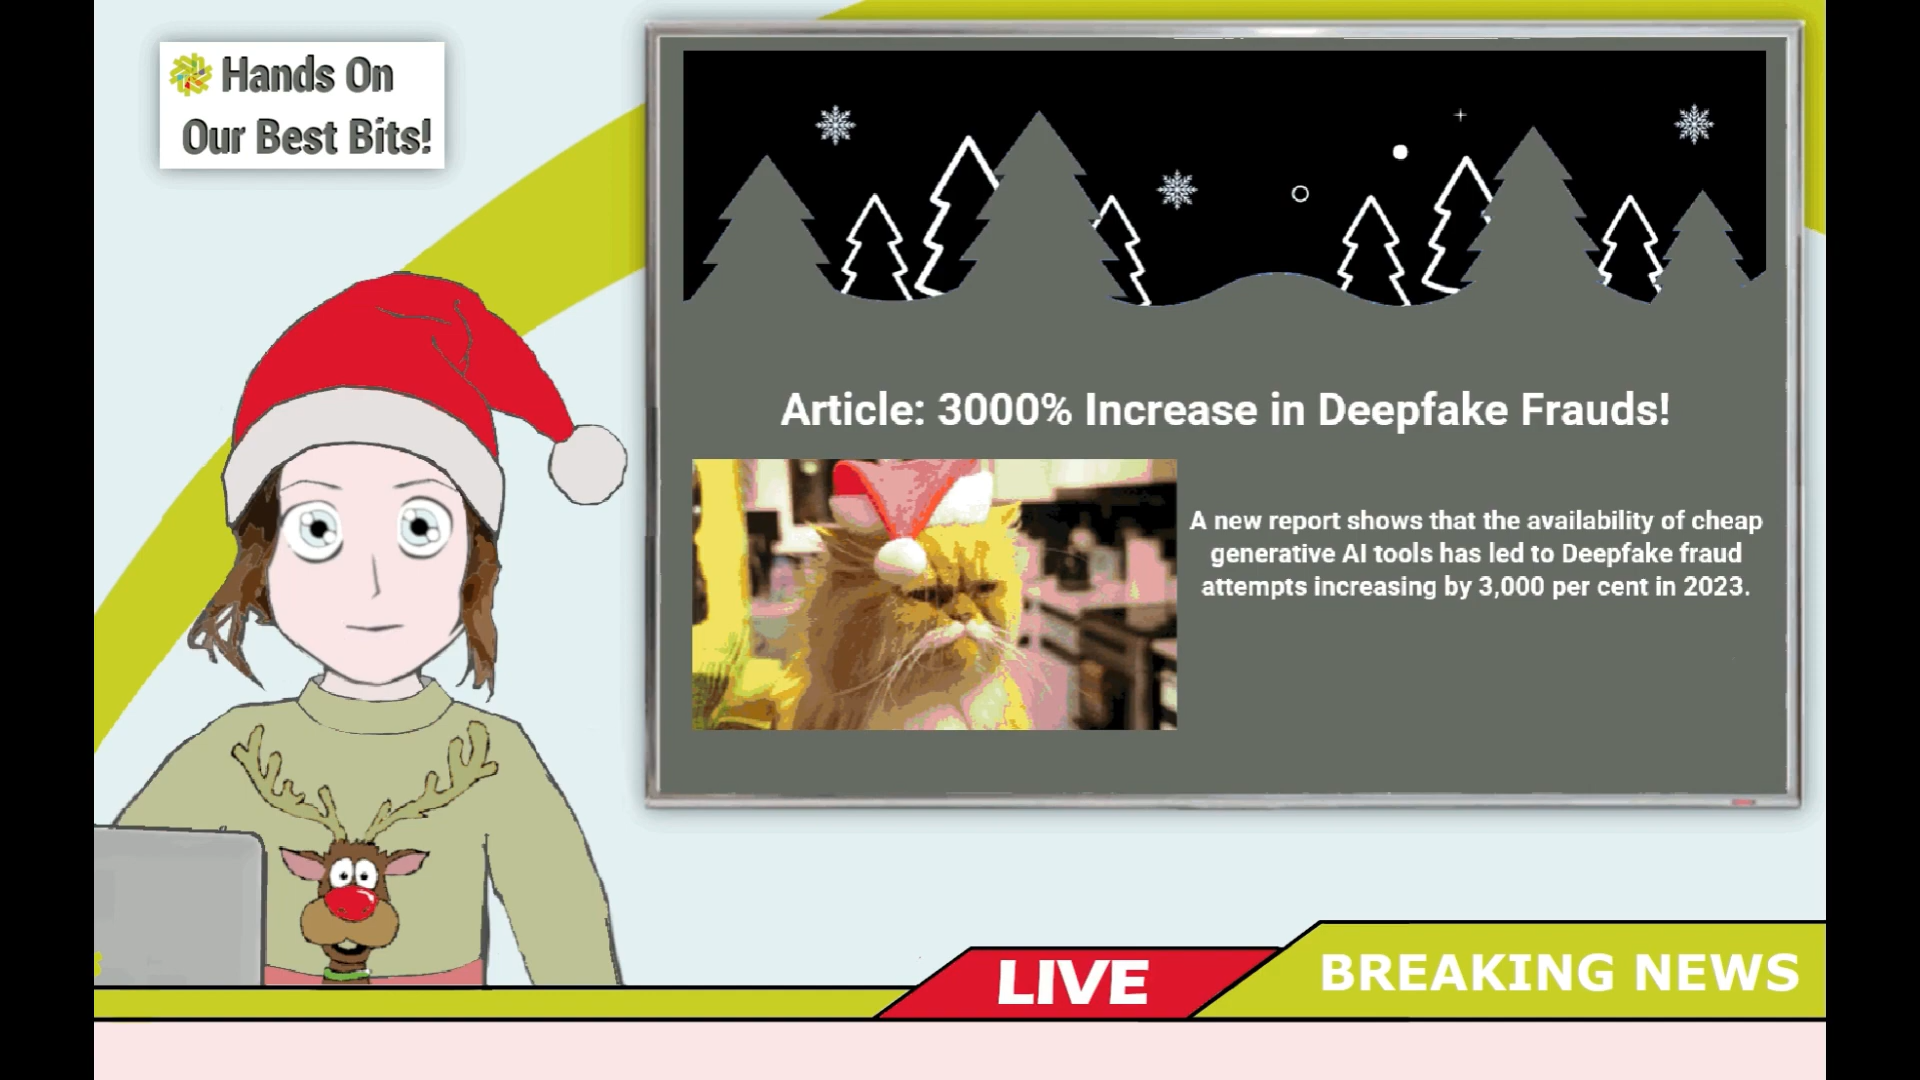 Hands On
Our Best Bits!
Article: 3000% Increase in Deepfake Frauds!
A new report shows that the availability of cheap
generative AI tools has led to Deepfake fraud
attempts increasing by 3,000 per cent in 2023.
LIVE
BREAKING NEWS